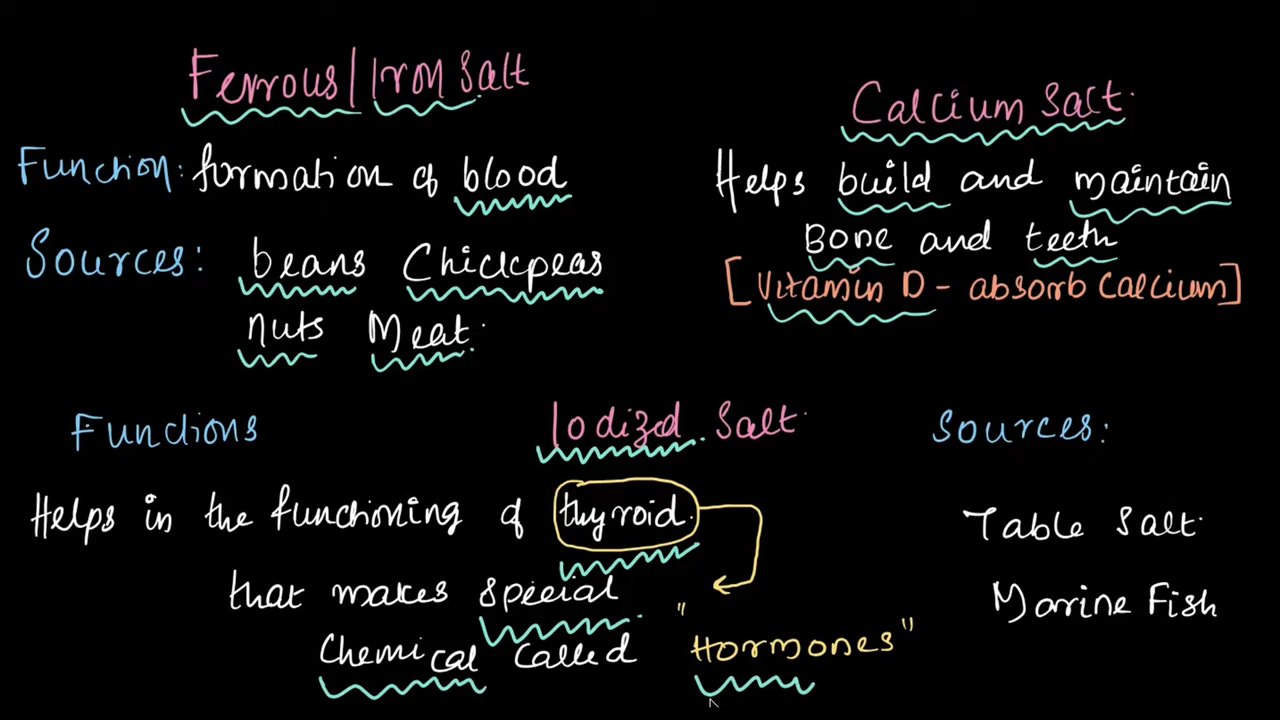 Ferrous/Iron Salt
Function: formation of blood
Sources: beans Chickpeas
nuts Meat.
Calcium Salt.
Helps build and maintain
Bone and teeth
[Vitamin D - absorb Calcium]
Iodized Salt.
Functions
Helps in the functioning of thyroid.
that makes special
Chemical Called "Hormones"
Sources:
Table Salt.
Marine Fish